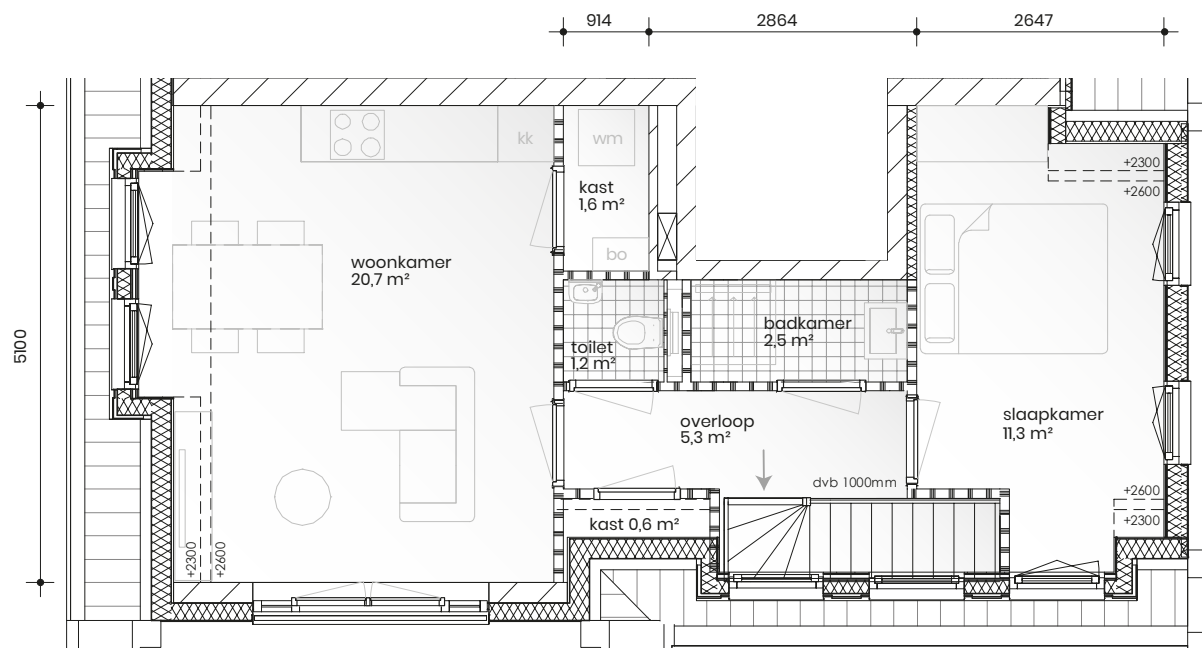 914
2864
2647
5100
kk
wm
kast
1,6 m²
bo
woonkamer
20,7 m²
toilet
1,2 m²
badkamer
2,5 m²
overloop
5,3 m²
dvb 1000mm
kast 0,6 m²
slaapkamer
11,3 m²
+2300
+2600
+2600
+2300
+2300
+2600